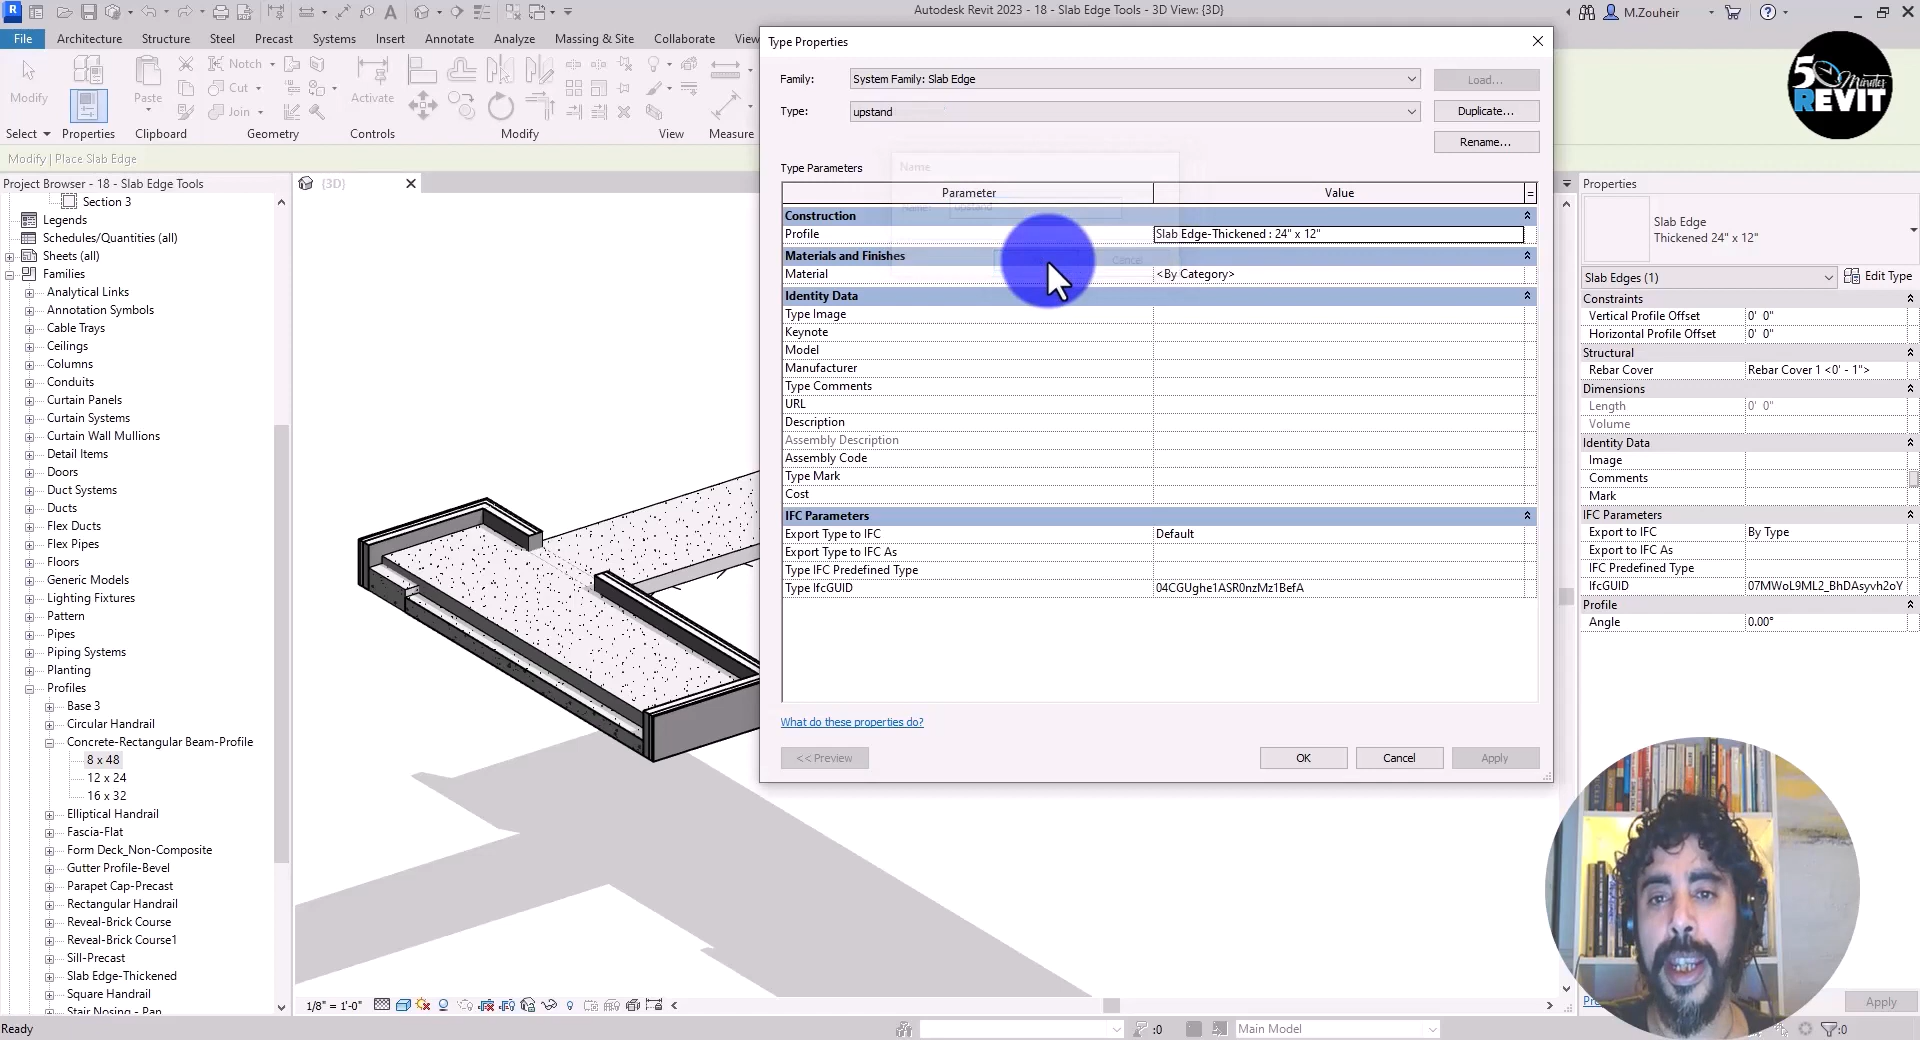 Autodesk Revit 2023 - 18 - Slab Edge Tools - 3D View: {3D}
M.Zouheir
File Architecture Structure Steel Precast Systems Insert Annotate Analyze Massing & Site Collaborate View
Modify
Paste
Notch
Cut
Join
Activate
Select Properties Clipboard Geometry Controls Modify View Measure
Modify | Place Slab Edge
Project Browser - 18 - Slab Edge Tools
Section 3
Legends
Schedules/Quantities (all)
Sheets (all)
Families
Analytical Links
Annotation Symbols
Cable Trays
Ceilings
Columns
Conduits
Curtain Panels
Curtain Systems
Curtain Wall Mullions
Detail Items
Doors
Duct Systems
Ducts
Flex Ducts
Flex Pipes
Floors
Generic Models
Lighting Fixtures
Pattern
Pipes
Piping Systems
Planting
Profiles
Base 3
Circular Handrail
Concrete-Rectangular Beam-Profile
8 x 48
12 x 24
16 x 32
Elliptical Handrail
Fascia-Flat
Form Deck_Non-Composite
Gutter Profile-Bevel
Parapet Cap-Precast
Rectangular Handrail
Reveal-Brick Course
Reveal-Brick Course1
Sill-Precast
Slab Edge-Thickened
Square Handrail
Stair Nosing - Pan
{3D}
Type Properties
Family: System Family: Slab Edge Load...
Type: upstand Duplicate...
Rename...
Type Parameters
Name
Name: upstand
Cancel
Parameter Value =
Construction
Profile Slab Edge-Thickened : 24" x 12"
Materials and Finishes
Material <By Category>
Identity Data
Type Image
Keynote
Model
Manufacturer
Type Comments
URL
Description
Assembly Description
Assembly Code
Type Mark
Cost
IFC Parameters
Export Type to IFC Default
Export Type to IFC As
Type IFC Predefined Type
Type IfcGUID 04CGUghe1ASR0nzMz1BefA
What do these properties do?
<< Preview OK Cancel Apply
5 Minutes
REVIT
Properties
Slab Edge
Thickened 24" x 12"
Slab Edges (1) Edit Type
Constraints
Vertical Profile Offset 0' 0"
Horizontal Profile Offset 0' 0"
Structural
Rebar Cover Rebar Cover 1 <0' - 1">
Dimensions
Length 0' 0"
Volume
Identity Data
Image
Comments
Mark
IFC Parameters
Export to IFC By Type
Export to IFC As
IFC Predefined Type
IfcGUID 07MWoL9ML2_BhDAsyvh2oY
Profile
Angle 0.00°
Apply
1/8" = 1'-0"
Ready
:0
Main Model
:0